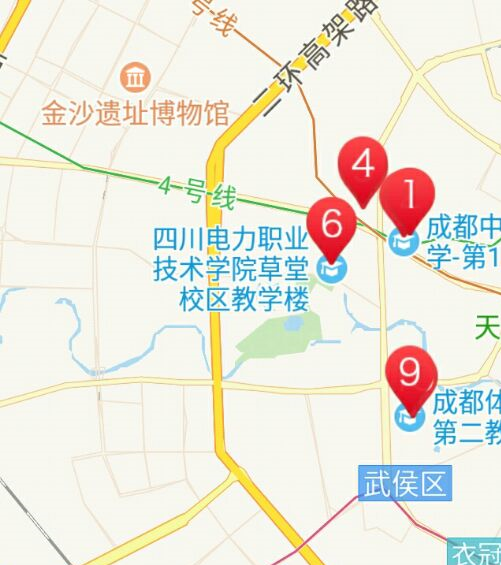 号线
二环高架路
金沙遗址博物馆
4
4号线
1
6
四川电力职业
技术学院草堂
校区教学楼
成都中
学-第1
天
9
成都体
第二教
武侯区
衣冠